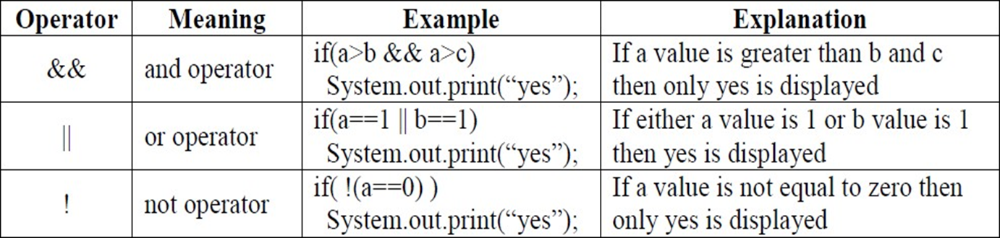 Operator Meaning Example Explanation
&& and operator if(a>b && a>c) If a value is greater than b and c
System.out.print(“yes”); then only yes is displayed
|| or operator if(a==1 || b==1) If either a value is 1 or b value is 1
System.out.print(“yes”); then yes is displayed
! not operator if( !(a==0) ) If a value is not equal to zero then
System.out.print(“yes”); only yes is displayed